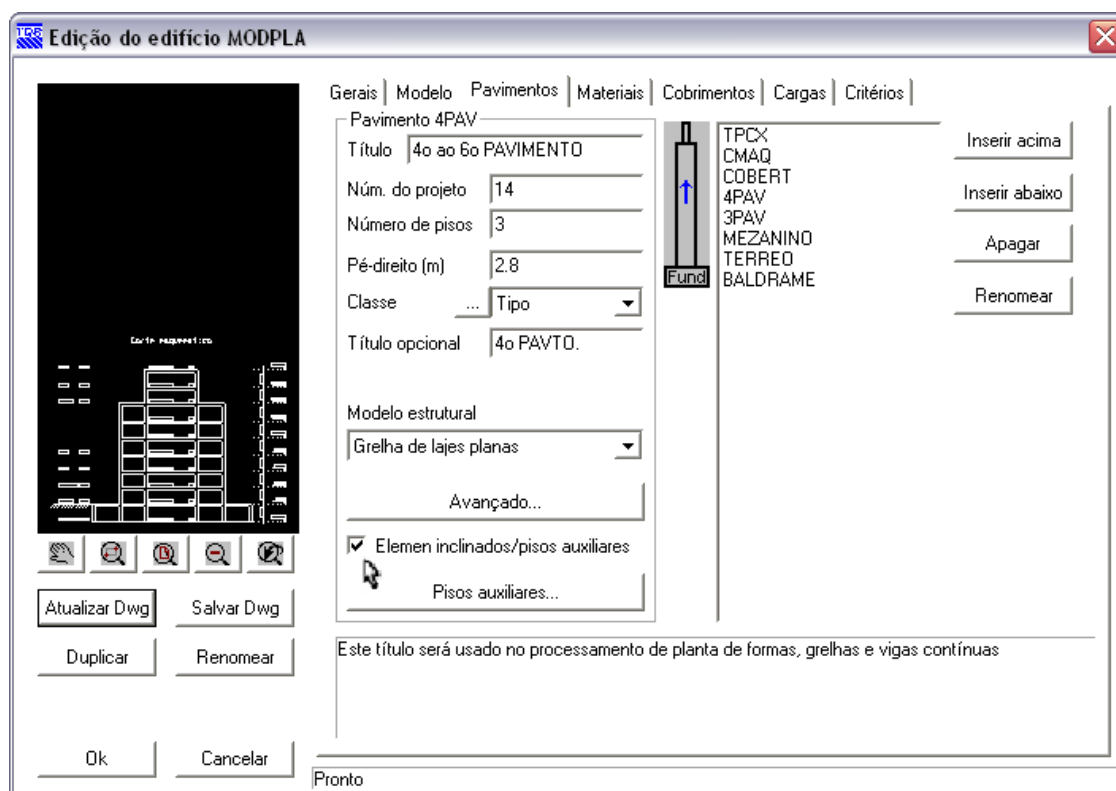 TQS Edição do edifício MODPLA
Gerais Modelo Pavimentos Materiais Cobrimentos Cargas Critérios
Pavimento 4PAV
Título 4o ao 6o PAVIMENTO
Núm. do projeto 14
Número de pisos 3
Pé-direito (m) 2.8
Classe ... Tipo
Título opcional 4o PAVTO.
Modelo estrutural
Grelha de lajes planas
Avançado...
Elemen inclinados/pisos auxiliares
Pisos auxiliares...
Fund
TPCX
CMAQ
COBERT
4PAV
3PAV
MEZANINO
TERREO
BALDRAME
Inserir acima
Inserir abaixo
Apagar
Renomear
Corte esquematico
Atualizar Dwg Salvar Dwg
Duplicar Renomear
Este título será usado no processamento de planta de formas, grelhas e vigas contínuas
Ok Cancelar
Pronto